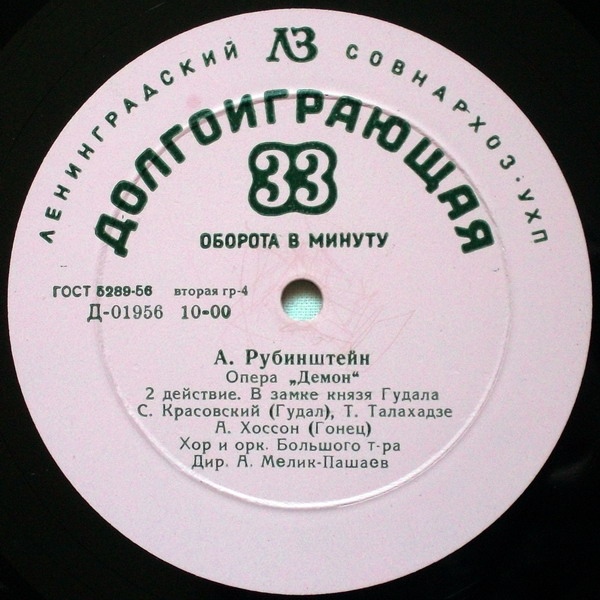 ЛЕНИНГРАДСКИЙ ЛЗ СОВНАРХОЗ·УХП
ДОЛГОИГРАЮЩАЯ
33
ОБОРОТА В МИНУТУ
ГОСТ 5289-56 вторая гр-4
Д-01956 10-00
А. Рубинштейн
Опера „Демон“
2 действие. В замке князя Гудала
С. Красовский (Гудал), Т. Талахадзе
А. Хоссон (Гонец)
Хор и орк. Большого т-ра
Дир. А. Мелик-Пашаев